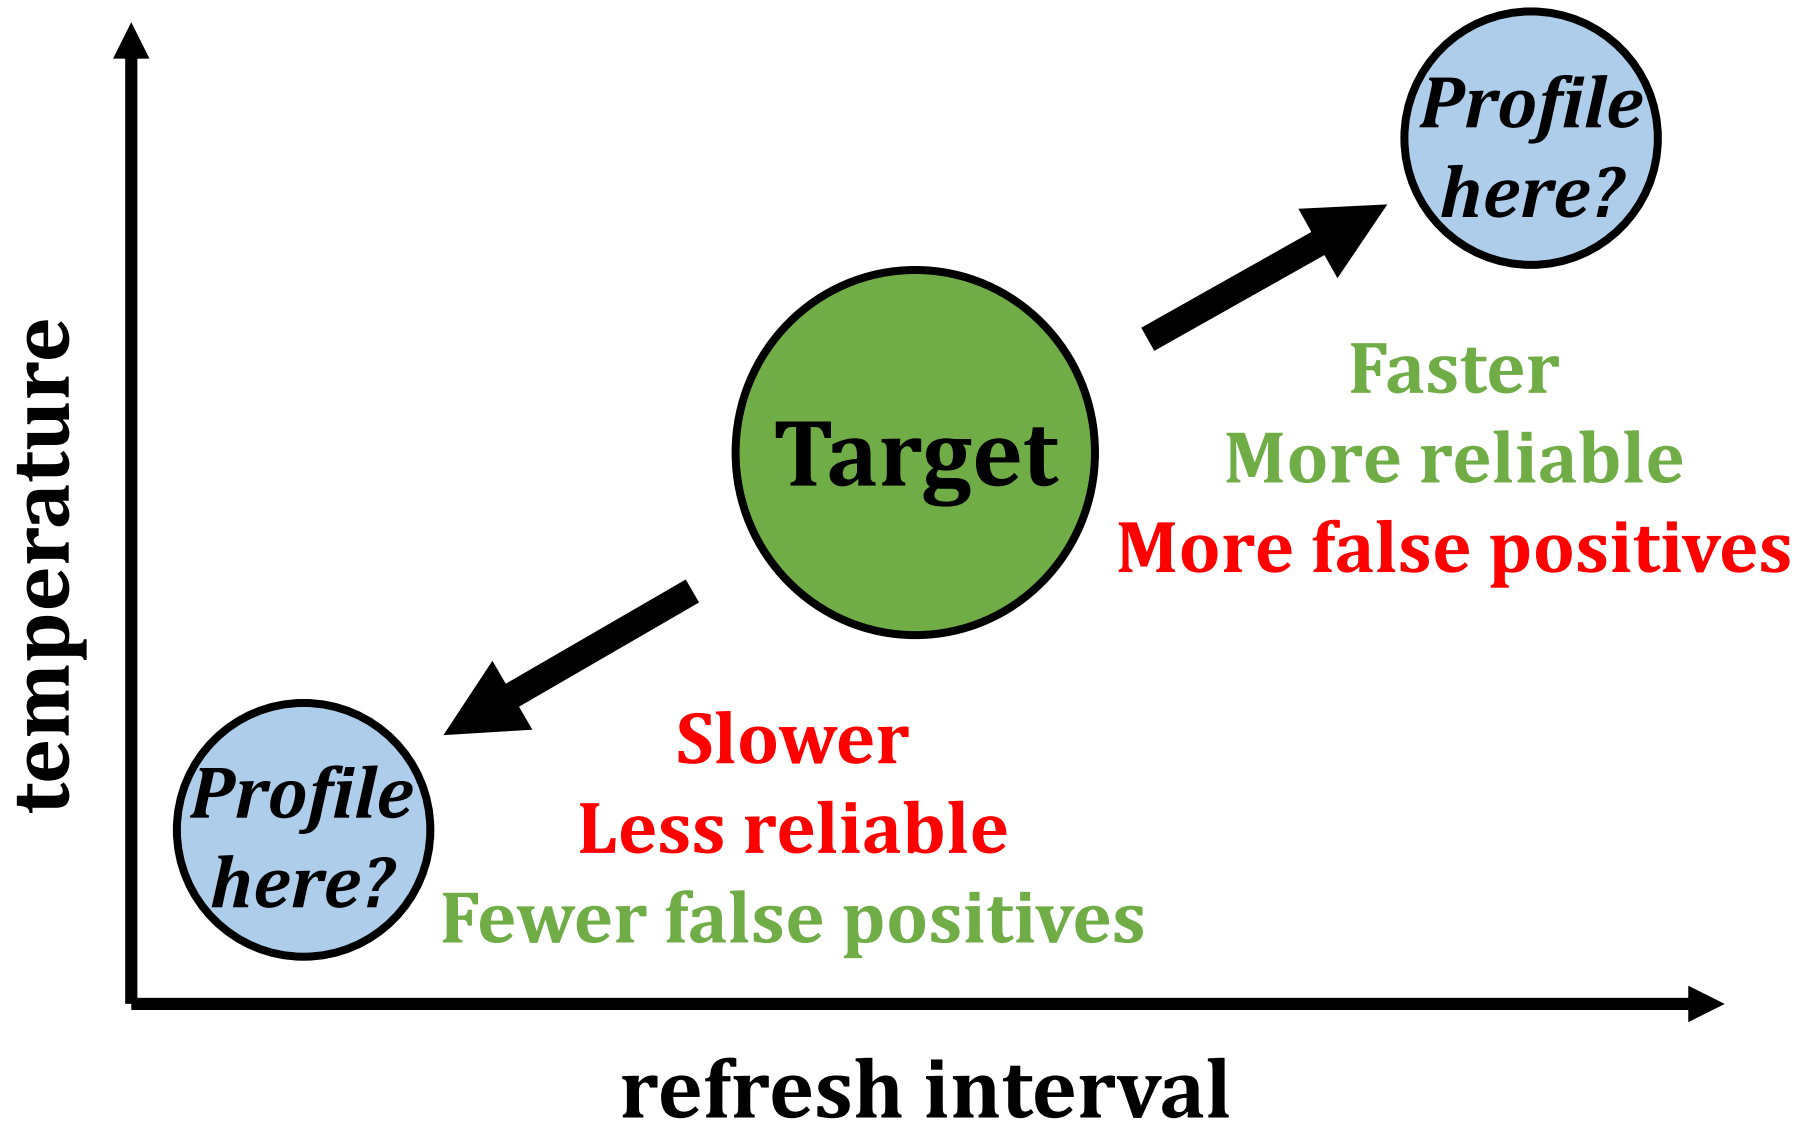 Profile
here?
Target
Faster
More reliable
More false positives
temperature
Slower
Less reliable
Fewer false positives
Profile
here?
refresh interval